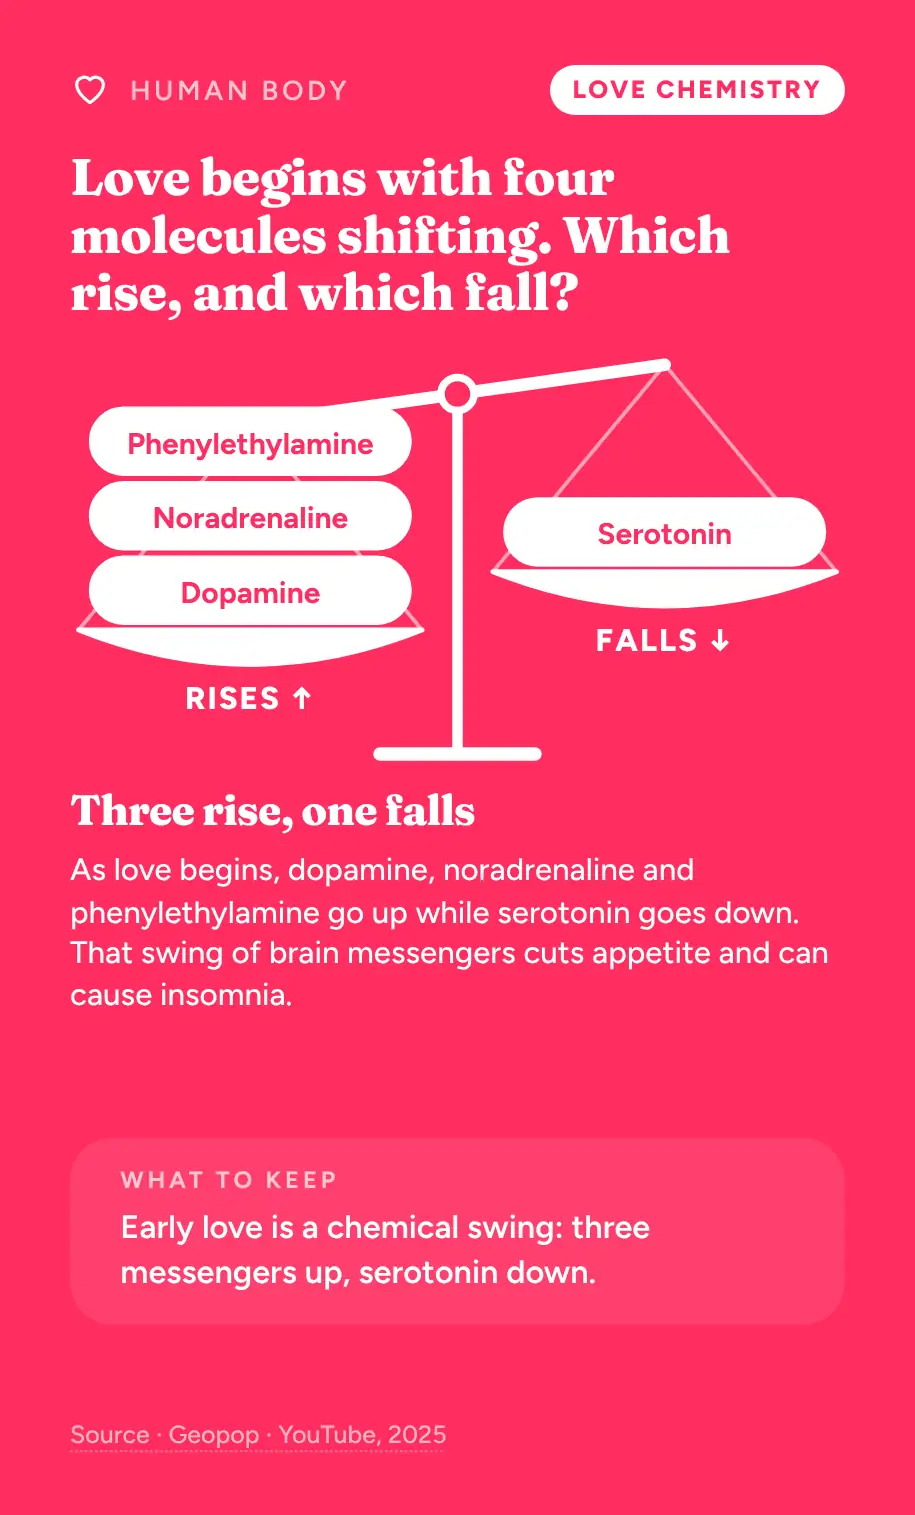 HUMAN BODY
LOVE CHEMISTRY
Love begins with four
molecules shifting. Which
rise, and which fall?
Phenylethylamine
Noradrenaline
Dopamine
RISES ↑
Serotonin
FALLS ↓
Three rise, one falls
As love begins, dopamine, noradrenaline and
phenylethylamine go up while serotonin goes down.
That swing of brain messengers cuts appetite and can
cause insomnia.
WHAT TO KEEP
Early love is a chemical swing: three
messengers up, serotonin down.
Source · Geopop · YouTube, 2025